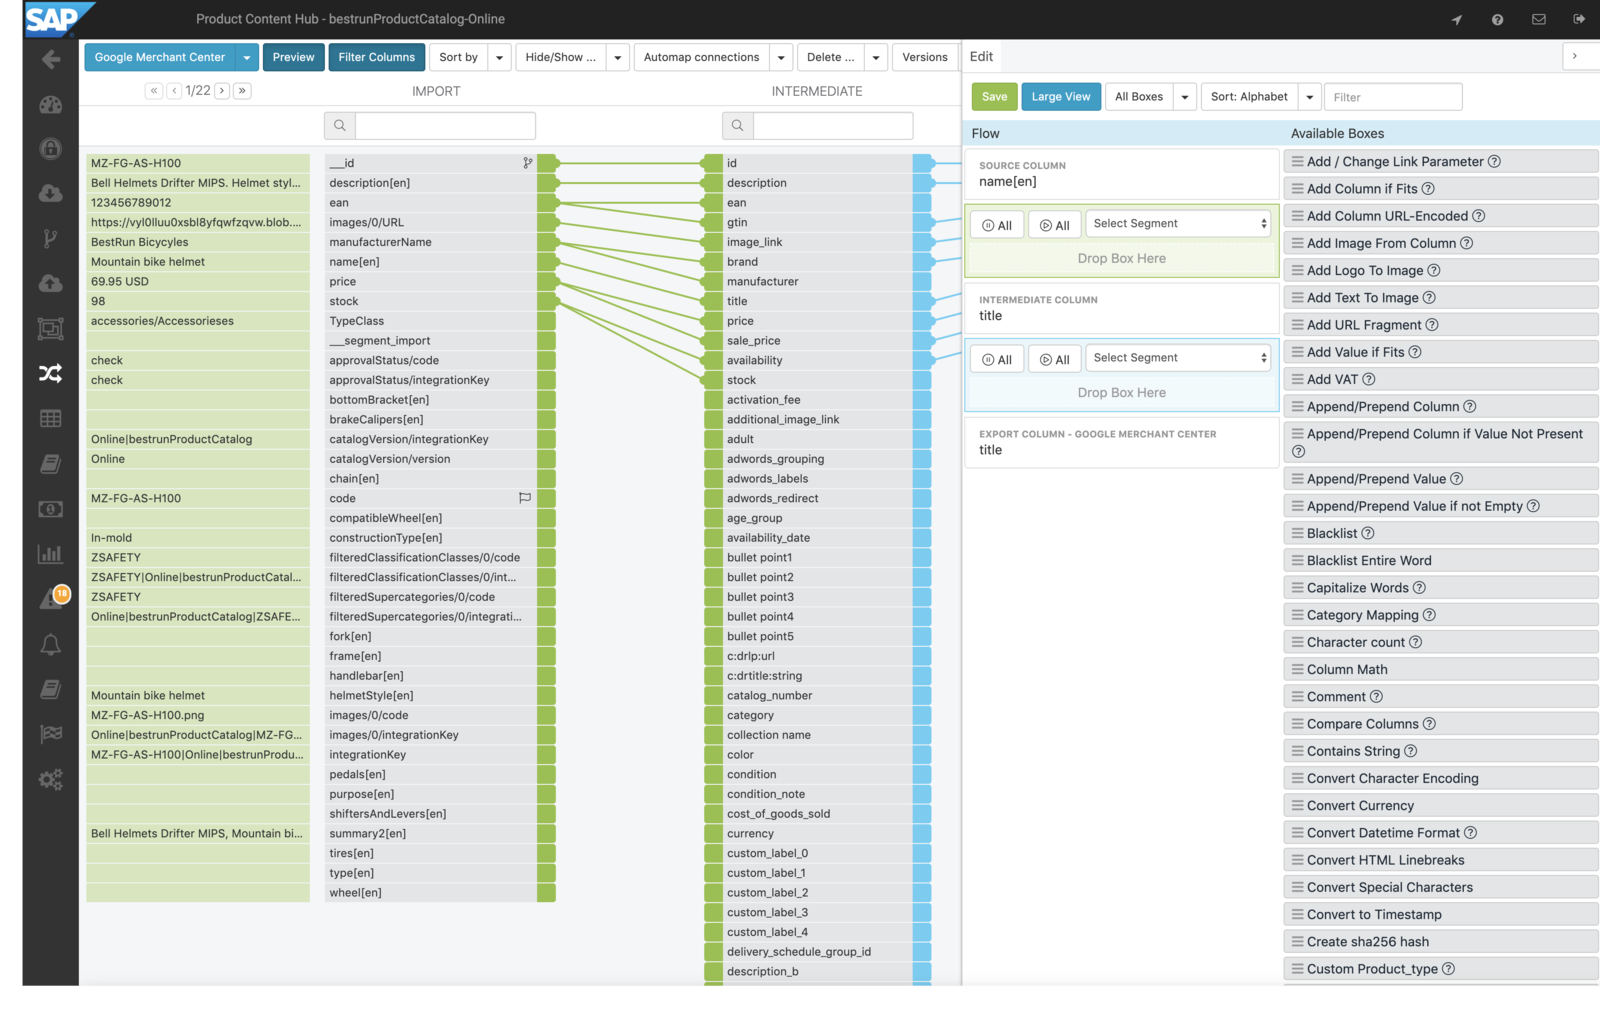 SAP
Product Content Hub - bestrunProductCatalog-Online
Google Merchant Center
Preview
Filter Columns
Sort by
Hide/Show ...
Automap connections
Delete ...
Versions
Edit
« ‹ 1/22 › »
IMPORT
INTERMEDIATE
Save
Large View
All Boxes
Sort: Alphabet
Filter
Flow
Available Boxes
18
MZ-FG-AS-H100
Bell Helmets Drifter MIPS. Helmet styl...
123456789012
https://vyl0lluu0xsbl8yfqwfzqvw.blob....
BestRun Bicycyles
Mountain bike helmet
69.95 USD
98
accessories/Accessorieses
check
check
Online|bestrunProductCatalog
Online
MZ-FG-AS-H100
In-mold
ZSAFETY
ZSAFETY|Online|bestrunProductCatal...
ZSAFETY
Online|bestrunProductCatalog|ZSAFE...
Mountain bike helmet
MZ-FG-AS-H100.png
Online|bestrunProductCatalog|MZ-FG...
MZ-FG-AS-H100|Online|bestrunProdu...
Bell Helmets Drifter MIPS, Mountain bi...
__id
description[en]
ean
images/0/URL
manufacturerName
name[en]
price
stock
TypeClass
___segment_import
approvalStatus/code
approvalStatus/integrationKey
bottomBracket[en]
brakeCalipers[en]
catalogVersion/integrationKey
catalogVersion/version
chain[en]
code
compatibleWheel[en]
constructionType[en]
filteredClassificationClasses/0/code
filteredClassificationClasses/0/int...
filteredSupercategories/0/code
filteredSupercategories/0/integrati...
fork[en]
frame[en]
handlebar[en]
helmetStyle[en]
images/0/code
images/0/integrationKey
integrationKey
pedals[en]
purpose[en]
shiftersAndLevers[en]
summary2[en]
tires[en]
type[en]
wheel[en]
id
description
ean
gtin
image_link
brand
manufacturer
title
price
sale_price
availability
stock
activation_fee
additional_image_link
adult
adwords_grouping
adwords_labels
adwords_redirect
age_group
availability_date
bullet point1
bullet point2
bullet point3
bullet point4
bullet point5
c:drlp:url
c:drtitle:string
catalog_number
category
collection name
color
condition
condition_note
cost_of_goods_sold
currency
custom_label_0
custom_label_1
custom_label_2
custom_label_3
custom_label_4
delivery_schedule_group_id
description_b
SOURCE COLUMN
name[en]
All
All
Select Segment
Drop Box Here
INTERMEDIATE COLUMN
title
All
All
Select Segment
Drop Box Here
EXPORT COLUMN - GOOGLE MERCHANT CENTER
title
Add / Change Link Parameter
Add Column if Fits
Add Column URL-Encoded
Add Image From Column
Add Logo To Image
Add Text To Image
Add URL Fragment
Add Value if Fits
Add VAT
Append/Prepend Column
Append/Prepend Column if Value Not Present
Append/Prepend Value
Append/Prepend Value if not Empty
Blacklist
Blacklist Entire Word
Capitalize Words
Category Mapping
Character count
Column Math
Comment
Compare Columns
Contains String
Convert Character Encoding
Convert Currency
Convert Datetime Format
Convert HTML Linebreaks
Convert Special Characters
Convert to Timestamp
Create sha256 hash
Custom Product_type